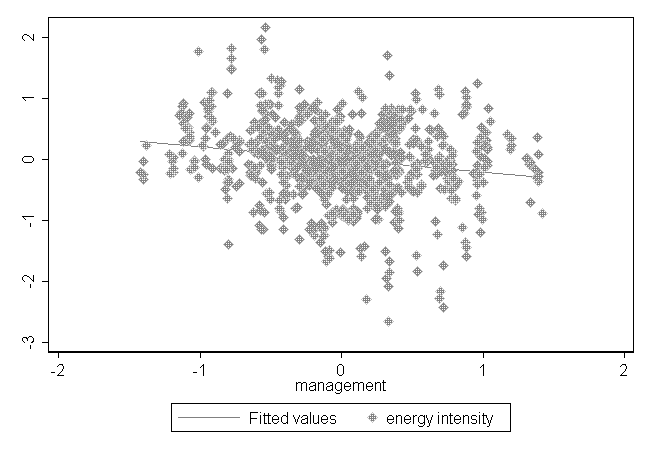 2
1
0
-1
-2
-3
-2 -1 0 1 2
management
Fitted values energy intensity